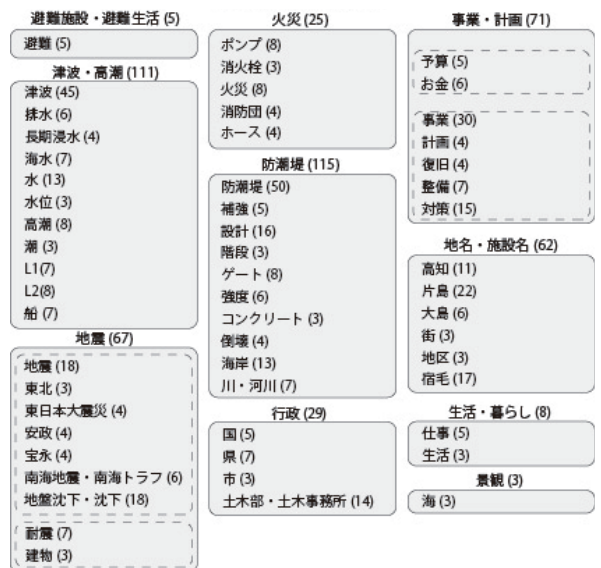 避難施設・避難生活 (5)
避難 (5)
津波・高潮 (111)
津波 (45)
排水 (6)
長期浸水 (4)
海水 (7)
水 (13)
水位 (3)
高潮 (8)
潮 (3)
L1(7)
L2(8)
船 (7)
地震 (67)
地震 (18)
東北 (3)
東日本大震災 (4)
安政 (4)
宝永 (4)
南海地震・南海トラフ (6)
地盤沈下・沈下 (18)
耐震 (7)
建物 (3)
火災 (25)
ポンプ (8)
消火栓 (3)
火災 (8)
消防団 (4)
ホース (4)
防潮堤 (115)
防潮堤 (50)
補強 (5)
設計 (16)
階段 (3)
ゲート (8)
強度 (6)
コンクリート (3)
倒壊 (4)
海岸 (13)
川・河川 (7)
行政 (29)
国 (5)
県 (7)
市 (3)
土木部・土木事務所 (14)
事業・計画 (71)
予算 (5)
お金 (6)
事業 (30)
計画 (4)
復旧 (4)
整備 (7)
対策 (15)
地名・施設名 (62)
高知 (11)
片島 (22)
大島 (6)
街 (3)
地区 (3)
宿毛 (17)
生活・暮らし (8)
仕事 (5)
生活 (3)
景観 (3)
海 (3)